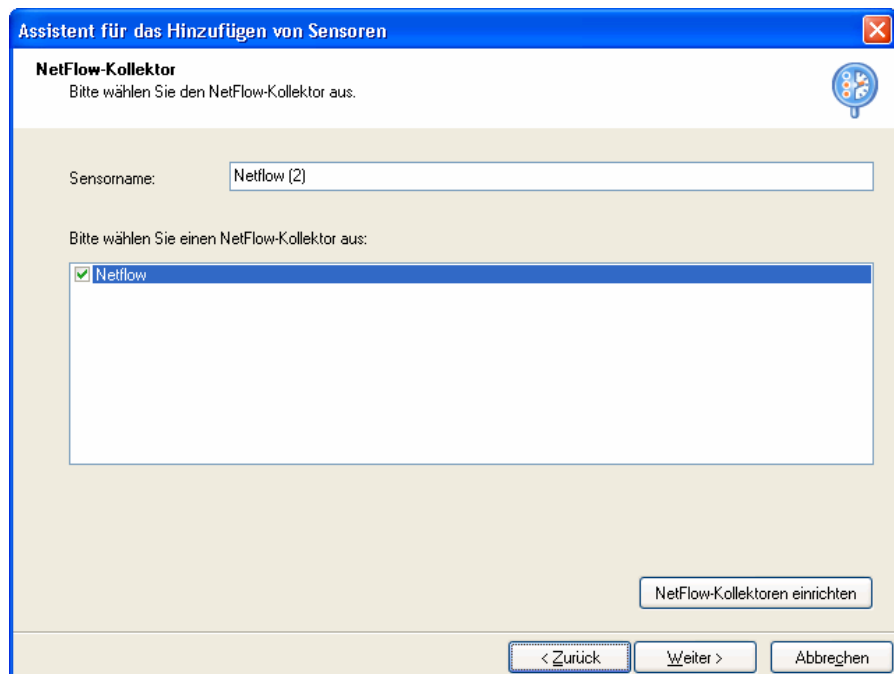 Assistent für das Hinzufügen von Sensoren
NetFlow-Kollektor
Bitte wählen Sie den NetFlow-Kollektor aus.
Sensorname: Netflow (2)
Bitte wählen Sie einen NetFlow-Kollektor aus:
Netflow
NetFlow-Kollektoren einrichten
< Zurück Weiter > Abbrechen